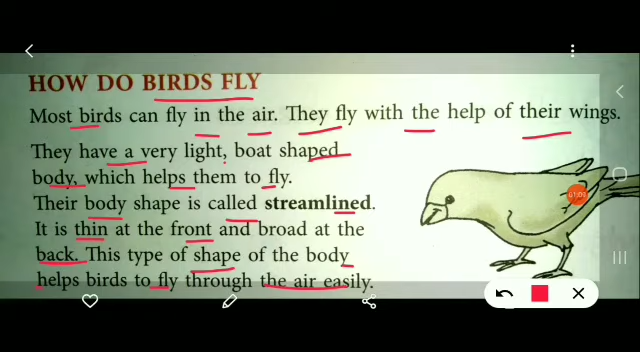 HOW DO BIRDS FLY
Most birds can fly in the air. They fly with the help of their wings.
They have a very light, boat shaped
body, which helps them to fly.
Their body shape is called streamlined.
It is thin at the front and broad at the
back. This type of shape of the body
helps birds to fly through the air easily.
01:03